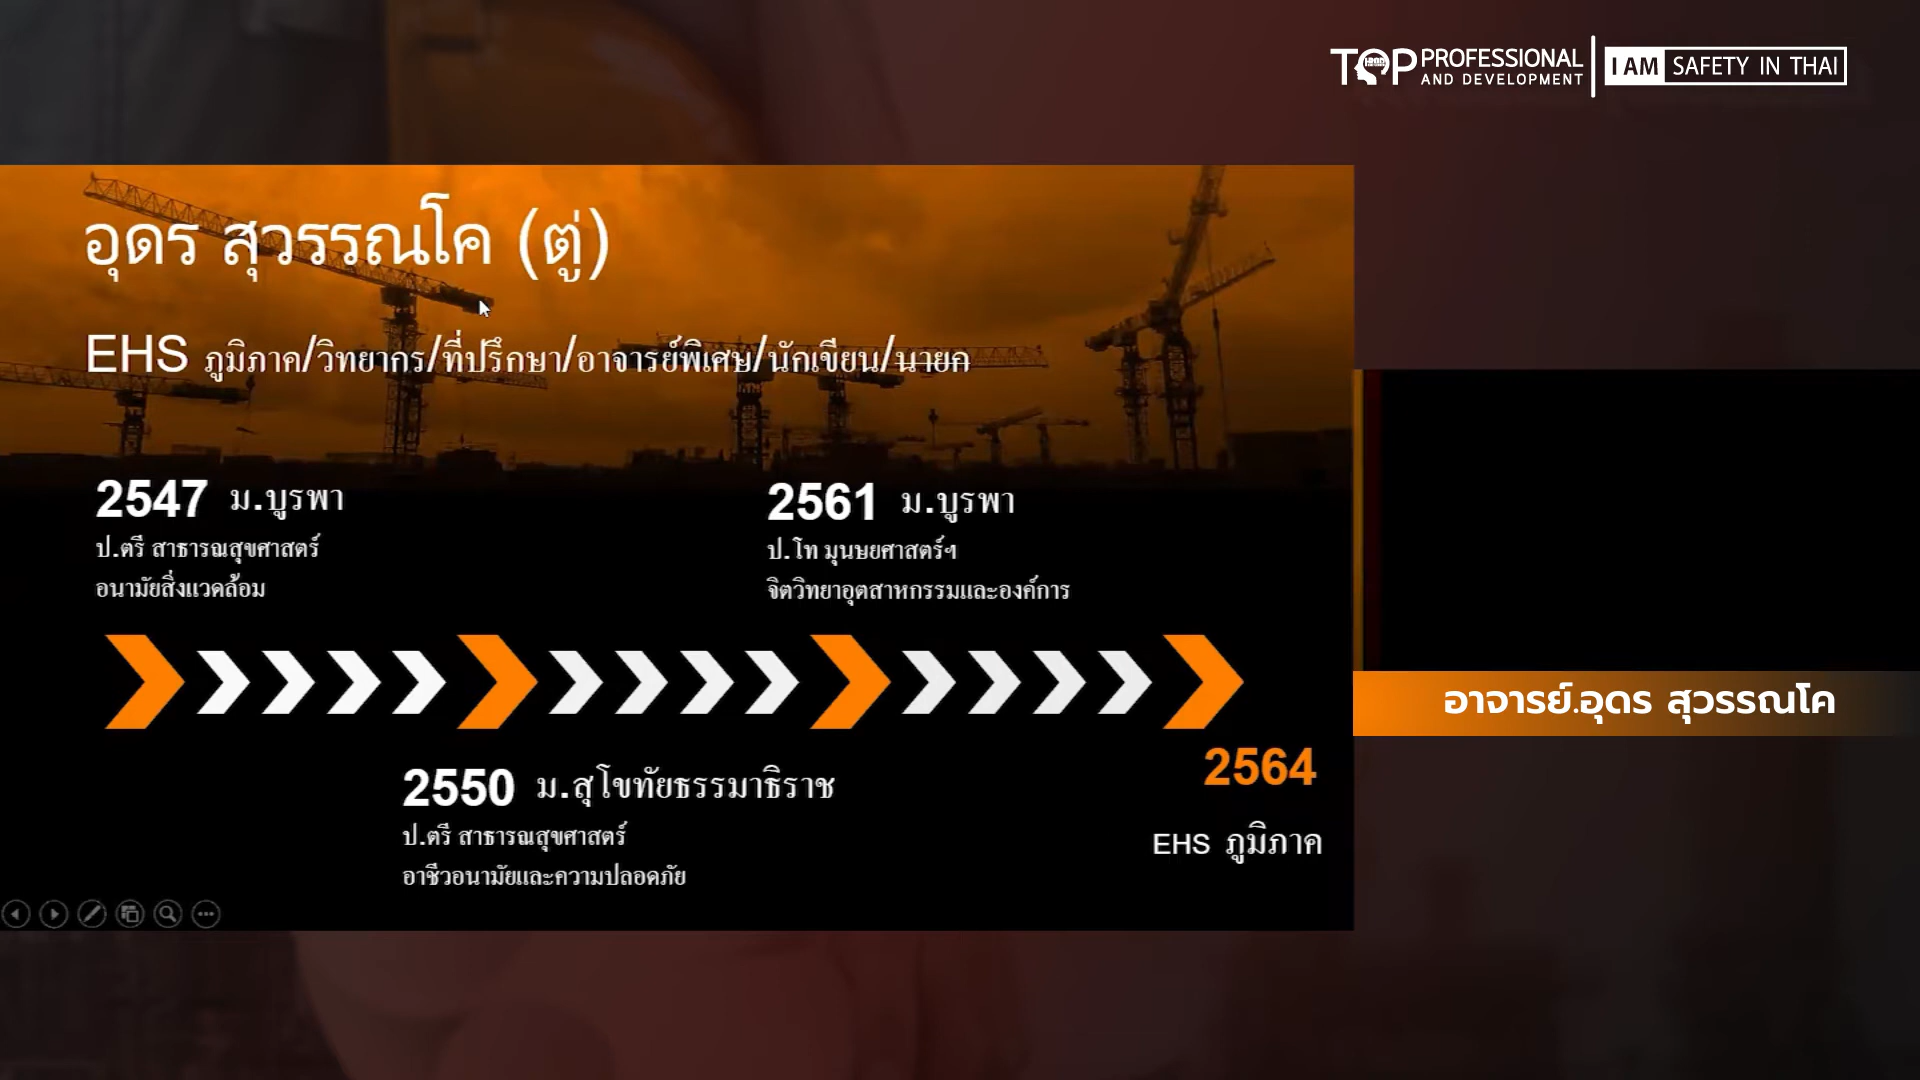 TOP PROFESSIONAL AND DEVELOPMENT
I AM SAFETY IN THAI
อุดร สุวรรณโค (ตู่)
EHS ภูมิภาค/วิทยากร/ที่ปรึกษา/อาจารย์พิเศษ/นักเขียน/นายก
2547 ม.บูรพา
ป.ตรี สาธารณสุขศาสตร์
อนามัยสิ่งแวดล้อม
2561 ม.บูรพา
ป.โท มุนษยศาสตร์ฯ
จิตวิทยาอุตสาหกรรมและองค์การ
2550 ม.สุโขทัยธรรมาธิราช
ป.ตรี สาธารณสุขศาสตร์
อาชีวอนามัยและความปลอดภัย
2564
EHS ภูมิภาค
อาจารย์.อุดร สุวรรณโค